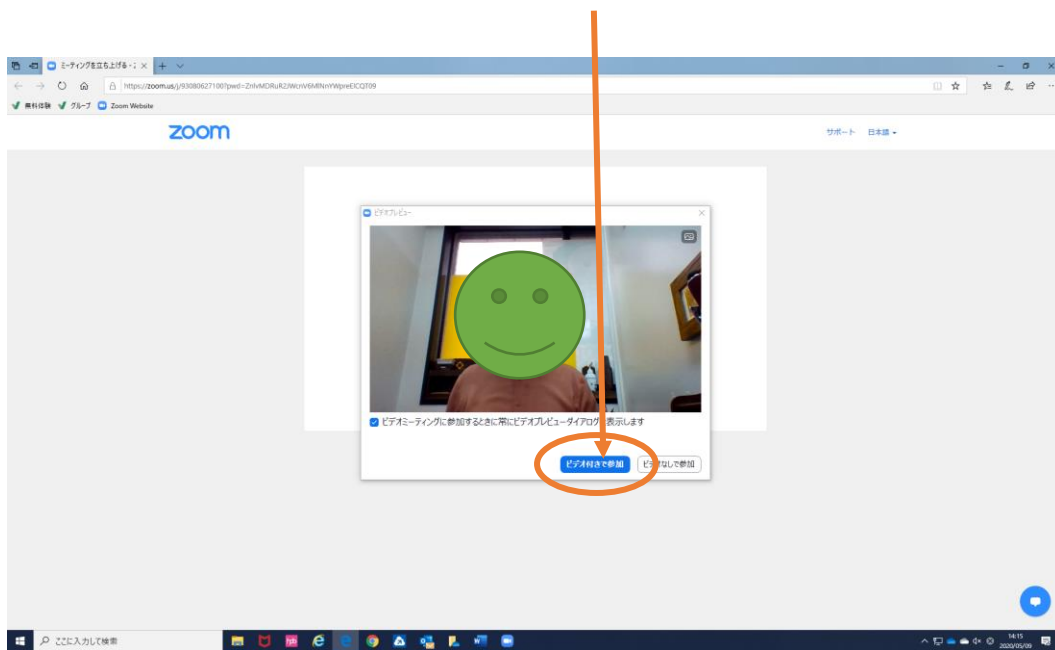 ミーティングを立ち上げる - Z
https://zoom.us/j/93080627100?pwd=
無料体験
グループ
Zoom Website
zoom
サポート
日本語
ビデオプレビュー
ビデオミーティングに参加するときに常にビデオプレビューダイアログ 表示します
ビデオ付きで参加
ビデオなしで参加
ここに入力して検索
14:15
2020/05/09